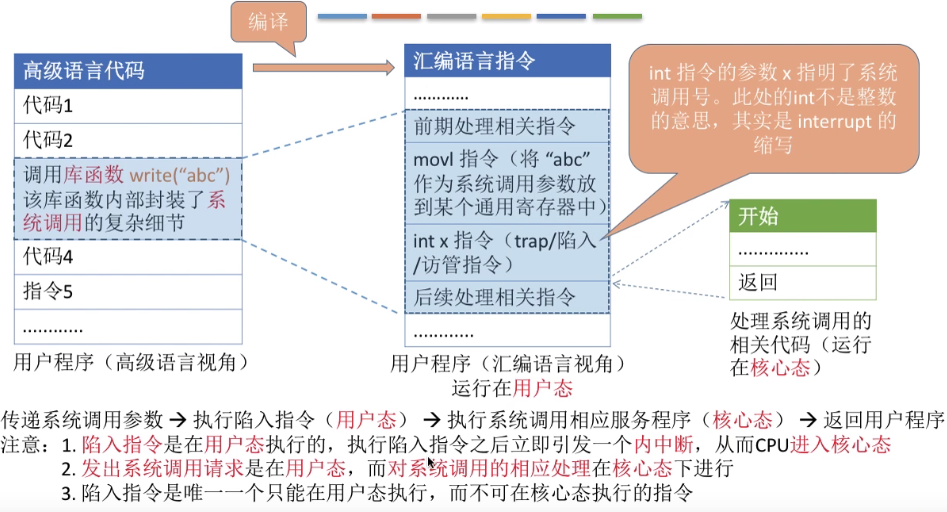 编译
高级语言代码
代码1
代码2
调用库函数 write(“abc”)
该库函数内部封装了系
统调用的复杂细节
代码4
指令5
…………
用户程序（高级语言视角）
汇编语言指令
…………
前期处理相关指令
movl 指令（将 “abc”
作为系统调用参数放
到某个通用寄存器中）
int x 指令（trap/陷入
/访管指令）
后续处理相关指令
…………
用户程序（汇编语言视角）
运行在用户态
int 指令的参数 x 指明了系统
调用号。此处的int不是整数
的意思，其实是 interrupt 的
缩写
开始
…………..
返回
处理系统调用的
相关代码（运行
在核心态）
传递系统调用参数 → 执行陷入指令（用户态） → 执行系统调用相应服务程序（核心态） → 返回用户程序
注意：1. 陷入指令是在用户态执行的，执行陷入指令之后立即引发一个内中断，从而CPU进入核心态
2. 发出系统调用请求是在用户态，而对系统调用的相应处理在核心态下进行
3. 陷入指令是唯一一个只能在用户态执行，而不可在核心态执行的指令